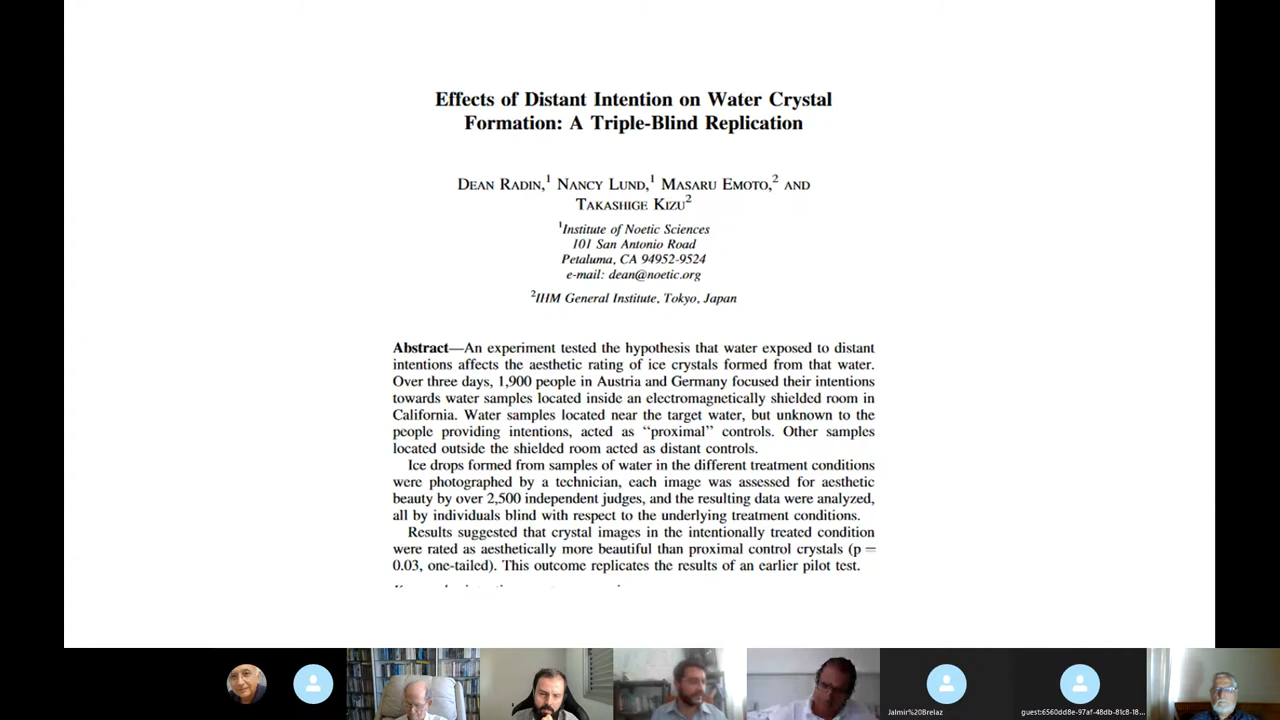 Effects of Distant Intention on Water Crystal
Formation: A Triple-Blind Replication
DEAN RADIN,1 NANCY LUND,1 MASARU EMOTO,2 AND
TAKASHIGE KIZU2
1Institute of Noetic Sciences
101 San Antonio Road
Petaluma, CA 94952-9524
e-mail: dean@noetic.org
2IHM General Institute, Tokyo, Japan
Abstract—An experiment tested the hypothesis that water exposed to distant
intentions affects the aesthetic rating of ice crystals formed from that water.
Over three days, 1,900 people in Austria and Germany focused their intentions
towards water samples located inside an electromagnetically shielded room in
California. Water samples located near the target water, but unknown to the
people providing intentions, acted as “proximal” controls. Other samples
located outside the shielded room acted as distant controls.
Ice drops formed from samples of water in the different treatment conditions
were photographed by a technician, each image was assessed for aesthetic
beauty by over 2,500 independent judges, and the resulting data were analyzed,
all by individuals blind with respect to the underlying treatment conditions.
Results suggested that crystal images in the intentionally treated condition
were rated as aesthetically more beautiful than proximal control crystals (p =
0.03, one-tailed). This outcome replicates the results of an earlier pilot test.
Jalmir%20Brelaz
guest:6560dd8e-97af-48db-81c8-18...